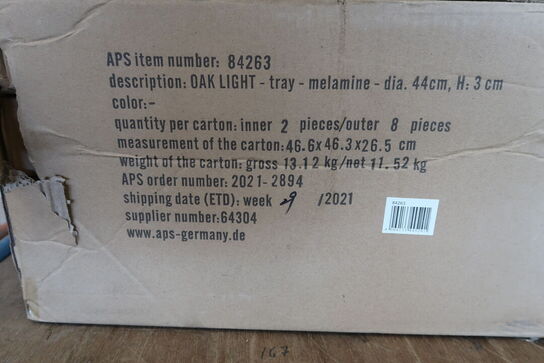 APS item number: 84263
description: OAK LIGHT - tray - melamine - dia. 44cm, H: 3 cm
color:-
quantity per carton: inner 2 pieces/outer 8 pieces
measurement of the carton: 46.6x46.3x26.5 cm
weight of the carton: gross 13.12 kg/net 11.52 kg
APS order number: 2021-2894
shipping date (ETD): week 29 /2021
supplier number: 64304
www.aps-germany.de
84263
167